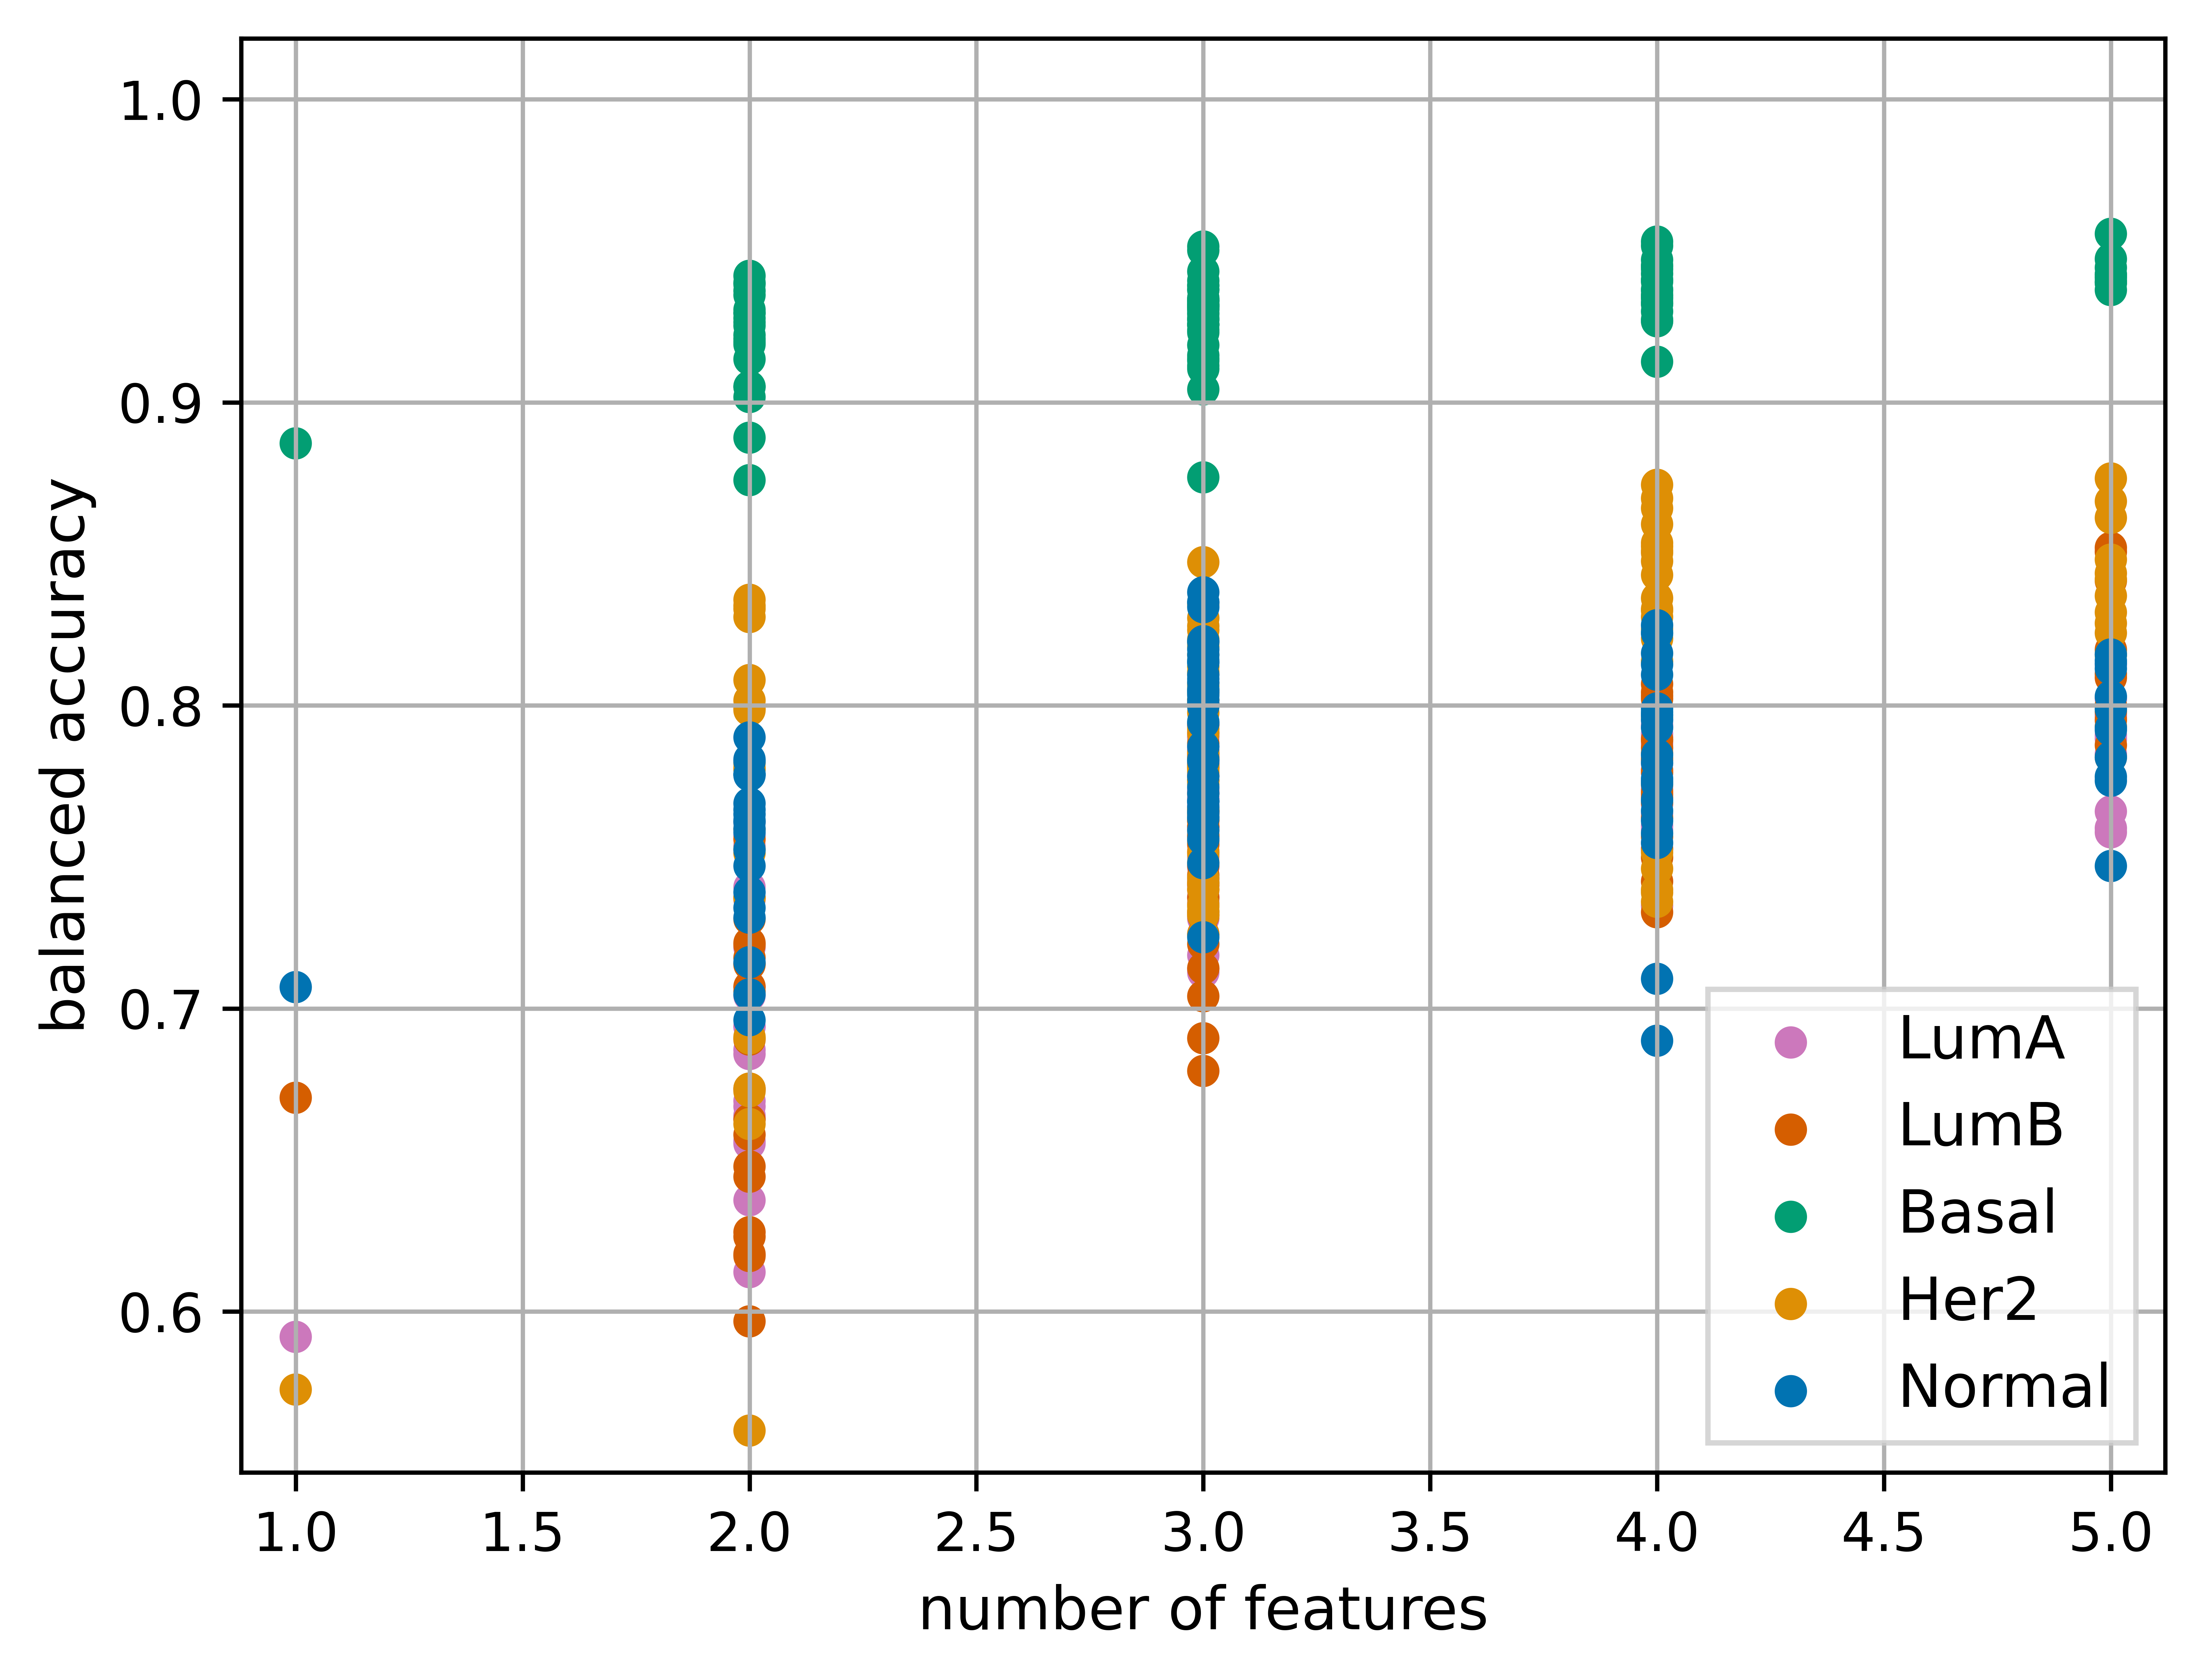 1.0
0.9
0.8
0.7
0.6
balanced accuracy
LumA
LumB
Basal
Her2
Normal
1.0 1.5 2.0 2.5 3.0 3.5 4.0 4.5 5.0
number of features